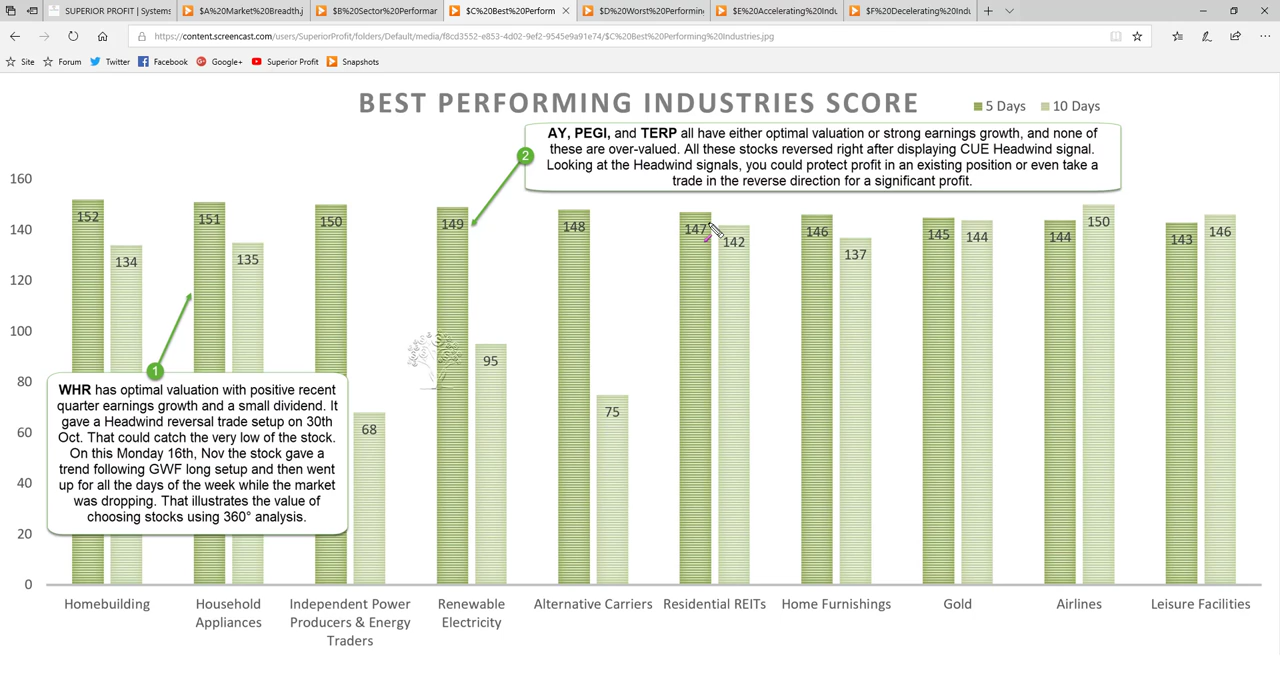 SUPERIOR PROFIT | Systems
$A%20Market%20Breadth.j
$B%20Sector%20Performar
$C%20Best%20Perform
$D%20Worst%20Performing
$E%20Accelerating%20Indu
$F%20Decelerating%20Indu
https://content.screencast.com/users/SuperiorProfit/folders/Default/media/f8cd3552-e853-4d02-9ef2-9545e9a91e74/$C%20Best%20Performing%20Industries.jpg
Site Forum Twitter Facebook Google+ Superior Profit Snapshots
BEST PERFORMING INDUSTRIES SCORE
5 Days 10 Days
AY, PEGI, and TERP all have either optimal valuation or strong earnings growth, and none of
these are over-valued. All these stocks reversed right after displaying CUE Headwind signal.
Looking at the Headwind signals, you could protect profit in an existing position or even take a
trade in the reverse direction for a significant profit.
2
160
140
120
100
80
60
40
20
0
152 134
151 135
150 68
149 95
148 75
147 142
146 137
145 144
144 150
143 146
1
WHR has optimal valuation with positive recent
quarter earnings growth and a small dividend. It
gave a Headwind reversal trade setup on 30th
Oct. That could catch the very low of the stock.
On this Monday 16th, Nov the stock gave a
trend following GWF long setup and then went
up for all the days of the week while the market
was dropping. That illustrates the value of
choosing stocks using 360° analysis.
Homebuilding
Household
Appliances
Independent Power
Producers & Energy
Traders
Renewable
Electricity
Alternative Carriers
Residential REITs
Home Furnishings
Gold
Airlines
Leisure Facilities